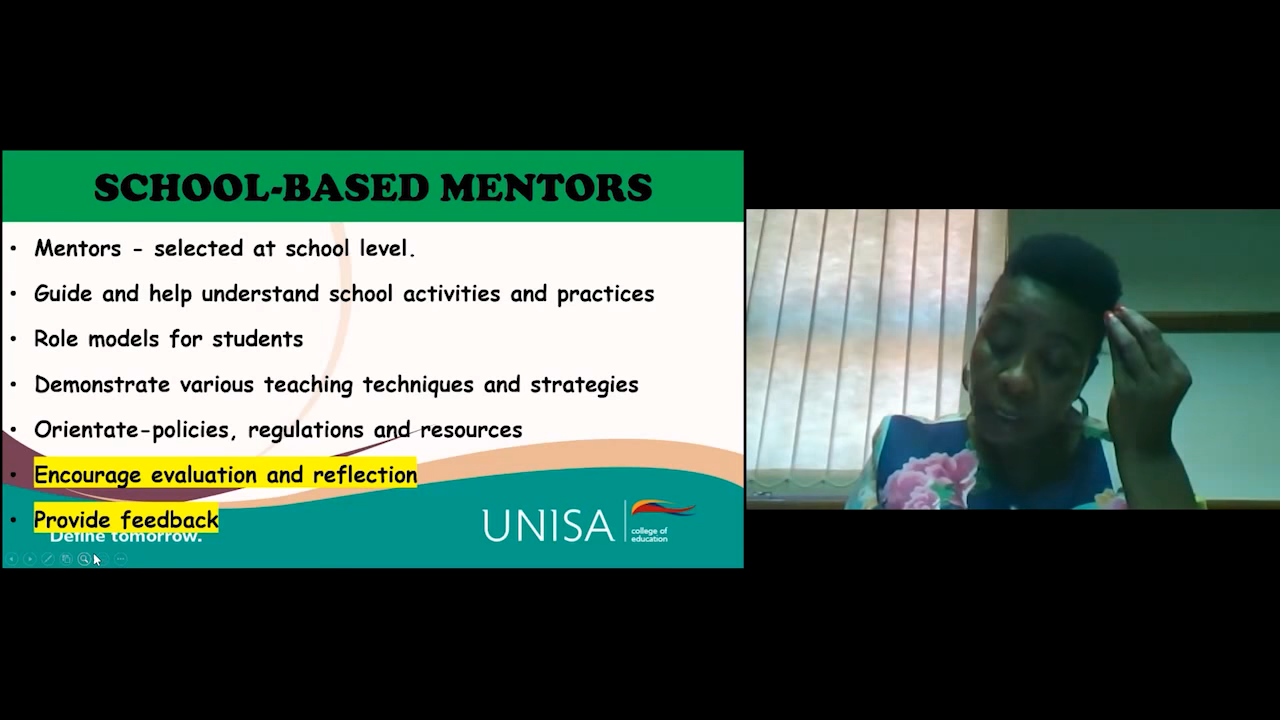 SCHOOL-BASED MENTORS
• Mentors - selected at school level.
• Guide and help understand school activities and practices
• Role models for students
• Demonstrate various teaching techniques and strategies
• Orientate-policies, regulations and resources
• Encourage evaluation and reflection
• Provide feedback
Define tomorrow.
UNISA
college of
education